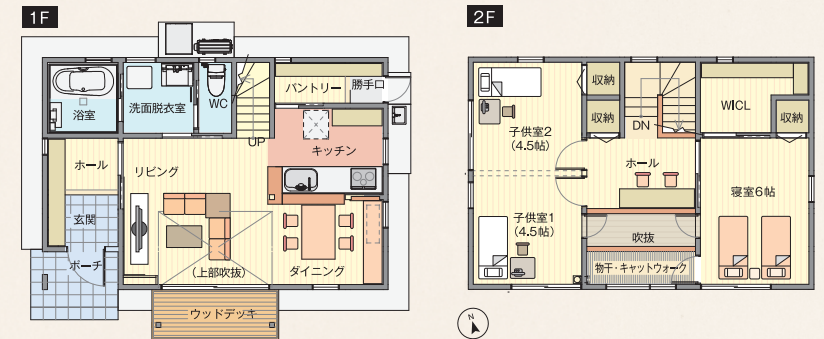 1F
浴室
洗面脱衣室
WC
パントリー
勝手口
UP
キッチン
ホール
リビング
玄関
ポーチ
(上部吹抜)
ダイニング
ウッドデッキ
2F
収納
収納
DN
WICL
収納
子供室2
(4.5帖)
ホール
子供室1
(4.5帖)
寝室6帖
吹抜
物干・キャットウォーク
N